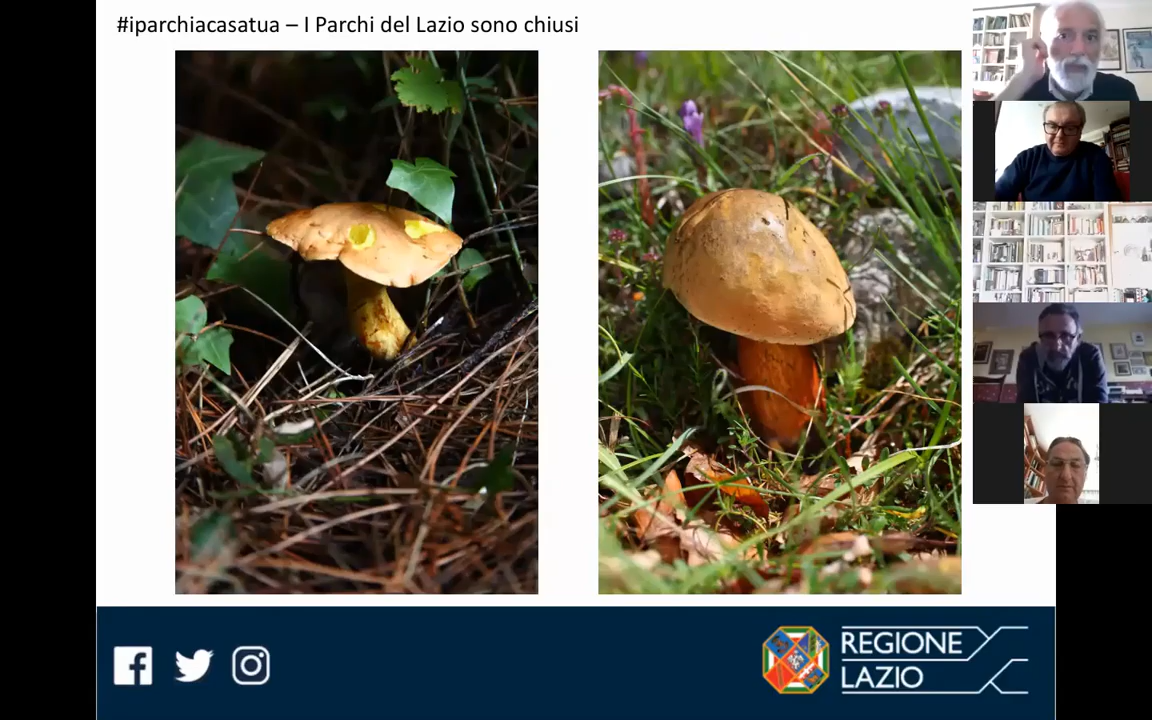 #iparchiacasatua – I Parchi del Lazio sono chiusi
REGIONE
LAZIO